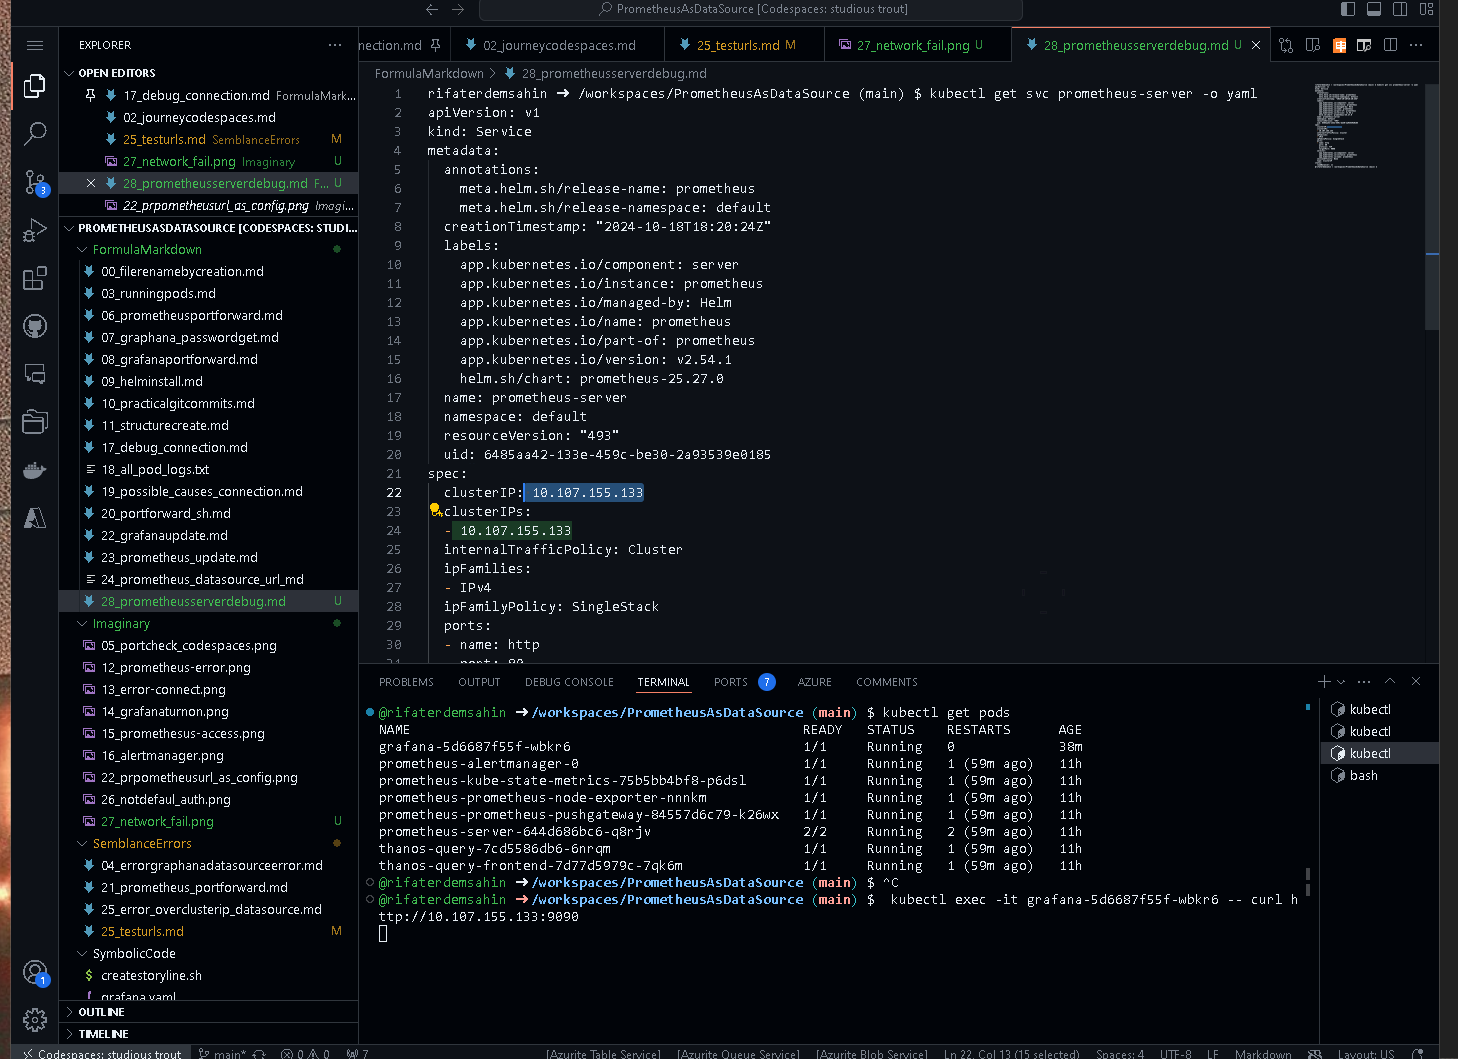 PrometheusAsDataSource [Codespaces: studious trout]
EXPLORER
OPEN EDITORS
17_debug_connection.md FormulaMark...
02_journeycodespaces.md
25_testurls.md SemblanceErrors M
27_network_fail.png Imaginary U
28_prometheusserverdebug.md F... U
22_prpometheusurl_as_config.png Imagi...
PROMETHEUSASDATASOURCE [CODESPACES: STUDI...
FormulaMarkdown
00_filerenamebycreation.md
03_runningpods.md
06_prometheusportforward.md
07_graphana_passwordget.md
08_grafanaportforward.md
09_helminstall.md
10_practicalgitcommits.md
11_structurecreate.md
17_debug_connection.md
18_all_pod_logs.txt
19_possible_causes_connection.md
20_portforward_sh.md
22_grafanaupdate.md
23_prometheus_update.md
24_prometheus_datasource_url_md
28_prometheusserverdebug.md U
Imaginary
05_portcheck_codespaces.png
12_prometheus-error.png
13_error-connect.png
14_grafanaturnon.png
15_promethesus-access.png
16_alertmanager.png
22_prpometheusurl_as_config.png
26_notdefaul_auth.png
27_network_fail.png U
SemblanceErrors
04_errorgraphanadatasourceerror.md
21_prometheus_portforward.md
25_error_overclusterip_datasource.md
25_testurls.md M
SymbolicCode
$ createstoryline.sh
grafana.yaml
OUTLINE
TIMELINE
3
1
nection.md
02_journeycodespaces.md
25_testurls.md M
27_network_fail.png U
28_prometheusserverdebug.md U
FormulaMarkdown > 28_prometheusserverdebug.md
1 rifaterdemsahin ➜ /workspaces/PrometheusAsDataSource (main) $ kubectl get svc prometheus-server -o yaml
2 apiVersion: v1
3 kind: Service
4 metadata:
5 annotations:
6 meta.helm.sh/release-name: prometheus
7 meta.helm.sh/release-namespace: default
8 creationTimestamp: "2024-10-18T18:20:24Z"
9 labels:
10 app.kubernetes.io/component: server
11 app.kubernetes.io/instance: prometheus
12 app.kubernetes.io/managed-by: Helm
13 app.kubernetes.io/name: prometheus
14 app.kubernetes.io/part-of: prometheus
15 app.kubernetes.io/version: v2.54.1
16 helm.sh/chart: prometheus-25.27.0
17 name: prometheus-server
18 namespace: default
19 resourceVersion: "493"
20 uid: 6485aa42-133e-459c-be30-2a93539e0185
21 spec:
22 clusterIP: 10.107.155.133
23 clusterIPs:
24 - 10.107.155.133
25 internalTrafficPolicy: Cluster
26 ipFamilies:
27 - IPv4
28 ipFamilyPolicy: SingleStack
29 ports:
30 - name: http
31 port: 80
PROBLEMS OUTPUT DEBUG CONSOLE TERMINAL PORTS 7 AZURE COMMENTS
@rifaterdemsahin ➜ /workspaces/PrometheusAsDataSource (main) $ kubectl get pods
NAME READY STATUS RESTARTS AGE
grafana-5d6687f55f-wbkr6 1/1 Running 0 38m
prometheus-alertmanager-0 1/1 Running 1 (59m ago) 11h
prometheus-kube-state-metrics-75b5bb4bf8-p6dsl 1/1 Running 1 (59m ago) 11h
prometheus-prometheus-node-exporter-nnnkm 1/1 Running 1 (59m ago) 11h
prometheus-prometheus-pushgateway-84557d6c79-k26wx 1/1 Running 1 (59m ago) 11h
prometheus-server-644d686bc6-q8rjv 2/2 Running 2 (59m ago) 11h
thanos-query-7cd5586db6-6nrqm 1/1 Running 1 (59m ago) 11h
thanos-query-frontend-7d77d5979c-7qk6m 1/1 Running 1 (59m ago) 11h
@rifaterdemsahin ➜ /workspaces/PrometheusAsDataSource (main) $ ^C
@rifaterdemsahin ➜ /workspaces/PrometheusAsDataSource (main) $ kubectl exec -it grafana-5d6687f55f-wbkr6 -- curl h
ttp://10.107.155.133:9090
kubectl
kubectl
kubectl
bash
Codespaces: studious trout main* 0 0 7 [Azurite Table Service] [Azurite Queue Service] [Azurite Blob Service] Ln 22, Col 13 (15 selected) Spaces: 4 UTF-8 LF Markdown Layout: US